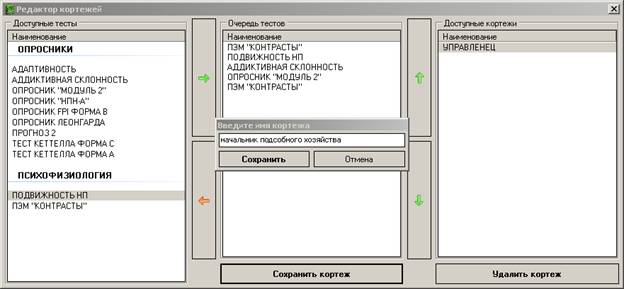 Редактор кортежей
Доступные тесты
Наименование
ОПРОСНИКИ
АДАПТИВНОСТЬ
АДДИКТИВНАЯ СКЛОННОСТЬ
ОПРОСНИК "МОДУЛЬ 2"
ОПРОСНИК "НПН-А"
ОПРОСНИК FPI ФОРМА В
ОПРОСНИК ЛЕОНГАРДА
ПРОГНОЗ 2
ТЕСТ КЕТТЕЛЛА ФОРМА С
ТЕСТ КЕТТЕЛЛА ФОРМА А
ПСИХОФИЗИОЛОГИЯ
ПОДВИЖНОСТЬ НП
ПЗМ "КОНТРАСТЫ"
Очередь тестов
Наименование
ПЗМ "КОНТРАСТЫ"
ПОДВИЖНОСТЬ НП
АДДИКТИВНАЯ СКЛОННОСТЬ
ОПРОСНИК "МОДУЛЬ 2"
ПЗМ "КОНТРАСТЫ"
Введите имя кортежа
начальник подсобного хозяйства
Сохранить
Отмена
Сохранить кортеж
Доступные кортежи
Наименование
УПРАВЛЕНЕЦ
Удалить кортеж